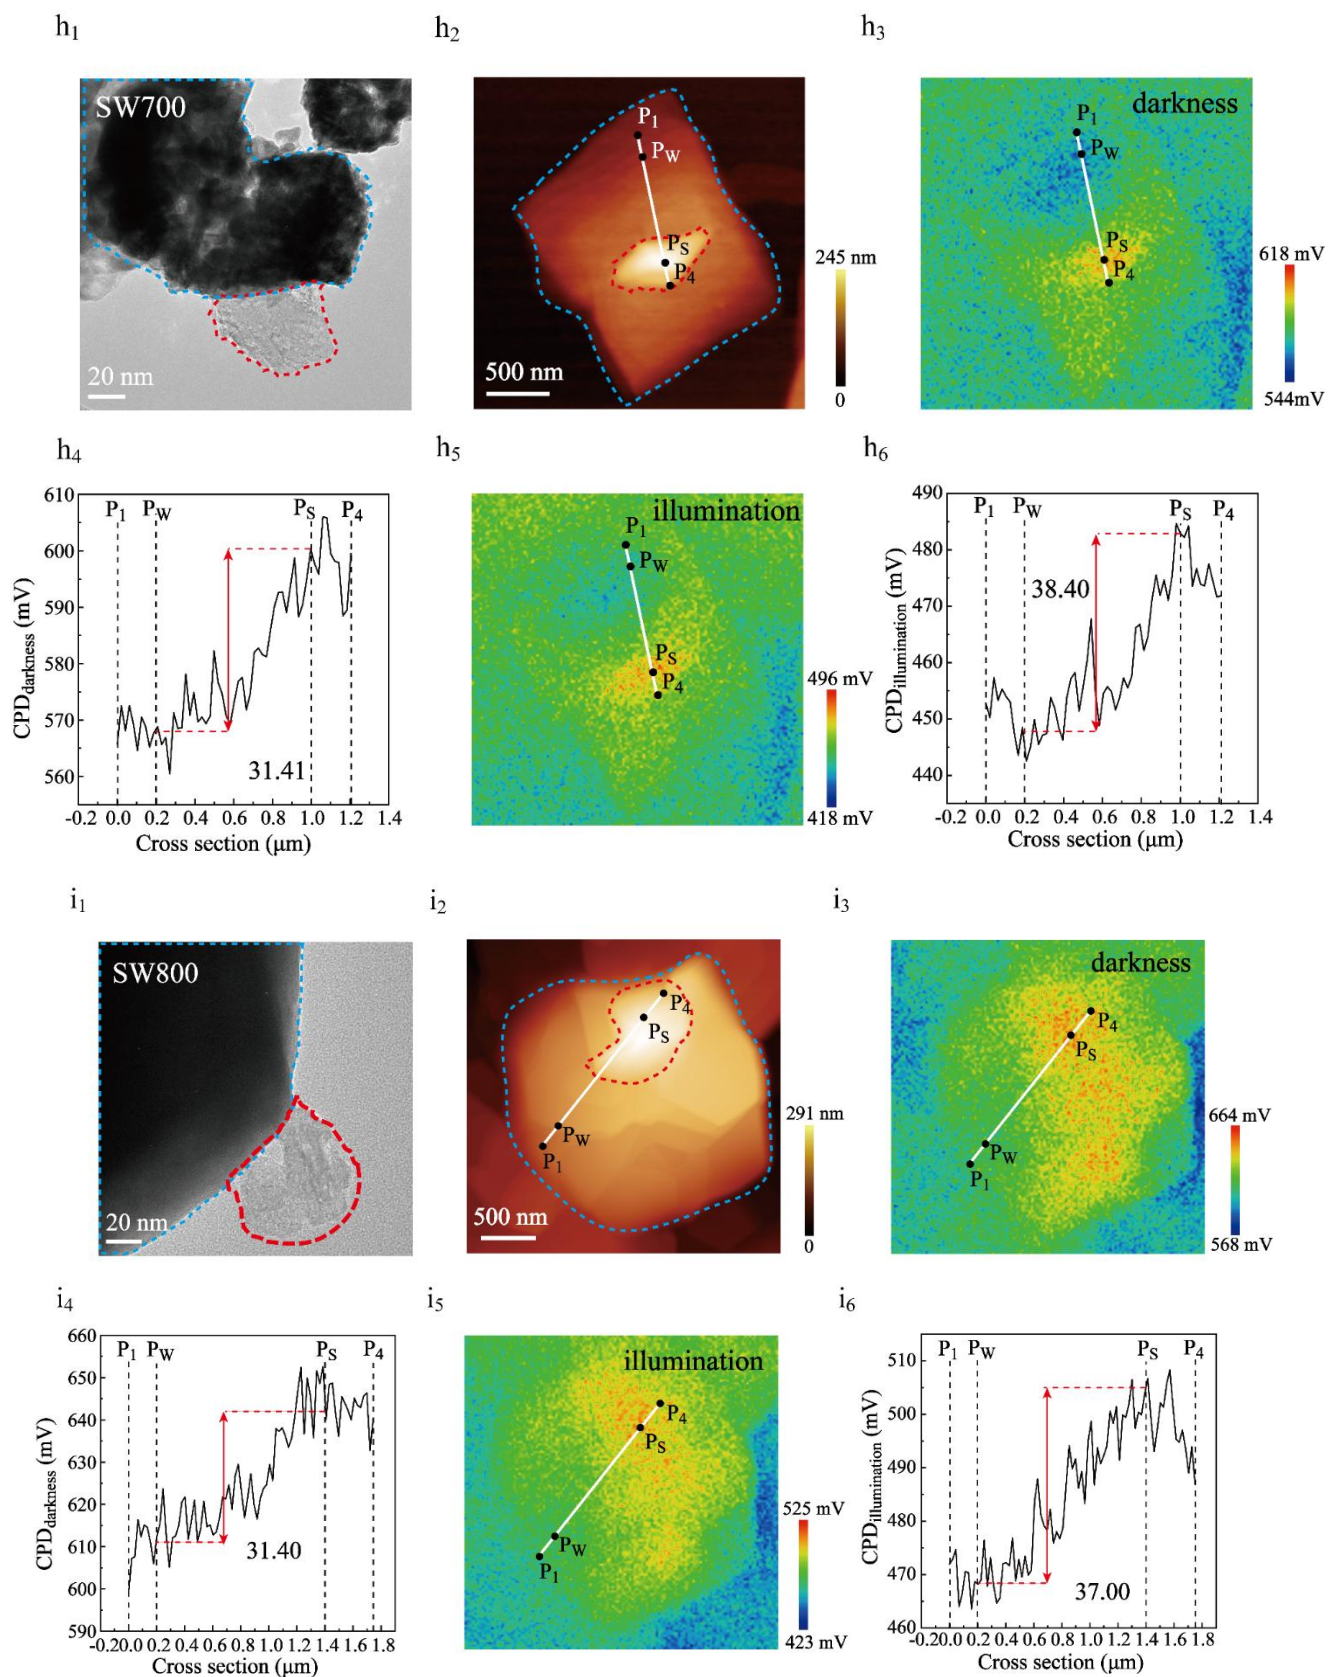 h1
h2
h3
SW700
20 nm
P1
PW
PS
P4
500 nm
245 nm
0
darkness
P1
PW
PS
P4
618 mV
544mV
h4
h5
h6
610
600
590
580
570
560
CPDdarkness (mV)
P1
PW
PS
P4
31.41
-0.2 0.0 0.2 0.4 0.6 0.8 1.0 1.2 1.4
Cross section (μm)
illumination
P1
PW
PS
P4
496 mV
418 mV
490
480
470
460
450
440
CPDillumination (mV)
P1
PW
PS
P4
38.40
-0.2 0.0 0.2 0.4 0.6 0.8 1.0 1.2 1.4
Cross section (μm)
i1
i2
i3
SW800
20 nm
P4
PS
PW
P1
500 nm
291 nm
0
darkness
P4
PS
PW
P1
664 mV
568 mV
i4
i5
i6
660
650
640
630
620
610
600
590
CPDdarkness (mV)
P1
PW
PS
P4
31.40
-0.20.0 0.2 0.4 0.6 0.8 1.0 1.2 1.4 1.6 1.8
Cross section (μm)
illumination
P4
PS
PW
P1
525 mV
423 mV
510
500
490
480
470
460
CPDillumination (mV)
P1
PW
PS
P4
37.00
-0.20.0 0.2 0.4 0.6 0.8 1.0 1.2 1.4 1.6 1.8
Cross section (μm)